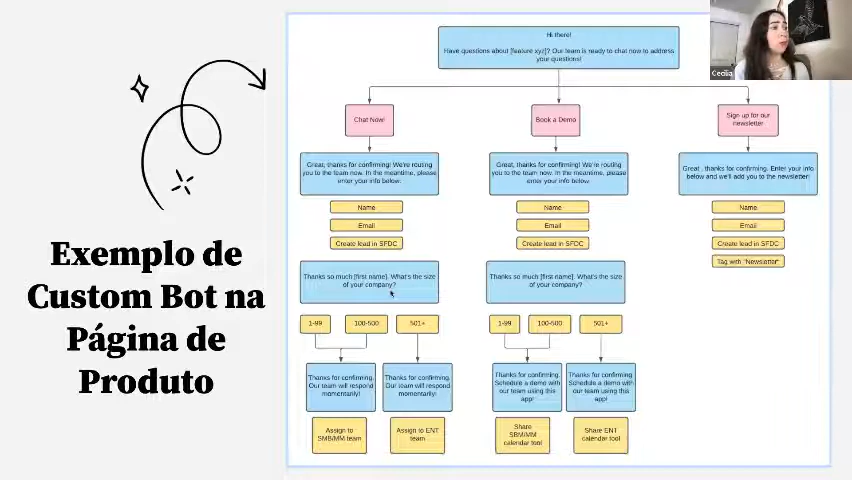 Exemplo de
Custom Bot na
Página de
Produto
Hi there!
Have questions about [feature xyz]? Our team is ready to chat now to address
your questions!
Cecilia
Chat Now!
Book a Demo
Sign up for our
newsletter
Great, thanks for confirming! We're routing
you to the team now. In the meantime, please
enter your info below.
Great, thanks for confirming! We're routing
you to the team now. In the meantime, please
enter your info below.
Great , thanks for confirming. Enter your info
below and we'll add you to the newsletter!
Name
Email
Create lead in SFDC
Name
Email
Create lead in SFDC
Name
Email
Create lead in SFDC
Tag with "Newsletter"
Thanks so much [first name]. What's the size
of your company?
Thanks so much [first name]. What's the size
of your company?
1-99
100-500
501+
1-99
100-500
501+
Thanks for confirming.
Our team will respond
momentarily!
Thanks for confirming.
Our team will respond
momentarily!
Thanks for confirming.
Schedule a demo with
our team using this
app!
Thanks for confirming.
Schedule a demo with
our team using this
app!
Assign to
SMB/MM team
Assign to ENT
team
Share
SBM/MM
calendar tool
Share ENT
calendar tool